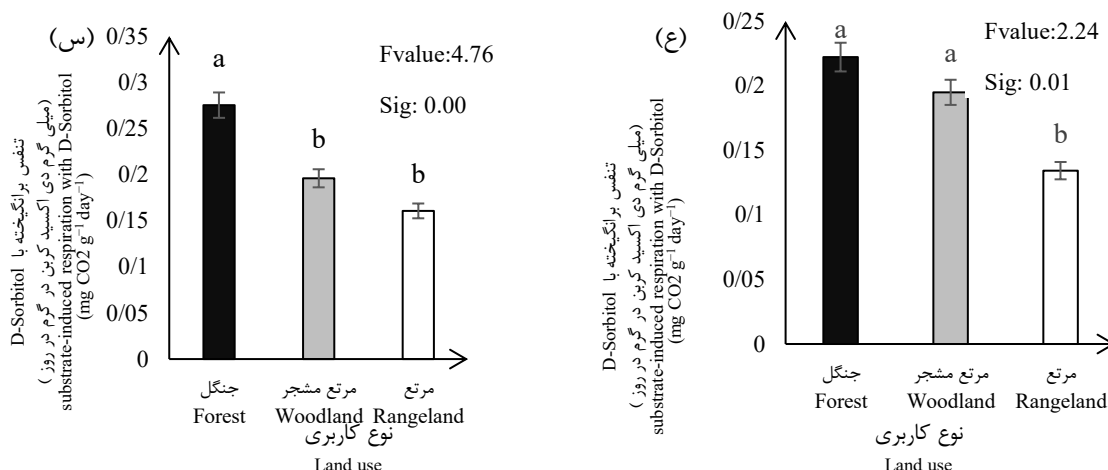 (س)
Fvalue:4.76
Sig: 0.00
0/35
0/3
0/25
0/2
0/15
0/1
0/05
0
a
b
b
تنفس برانگیخته با D-Sorbitol
(میلی گرم دی اکسید کربن در گرم در روز)
substrate-induced respiration with D-Sorbitol
(mg CO2 g⁻¹ day⁻¹)
جنگل مرتع مشجر مرتع
Forest Woodland Rangeland
نوع کاربری
Land use
(ع)
Fvalue:2.24
Sig: 0.01
0/25
0/2
0/15
0/1
0/05
0
a
a
b
تنفس برانگیخته با D-Sorbitol
(میلی گرم دی اکسید کربن در گرم در روز)
substrate-induced respiration with D-Sorbitol
(mg CO2 g⁻¹ day⁻¹)
جنگل مرتع مشجر مرتع
Forest Woodland Rangeland
نوع کاربری
Land use